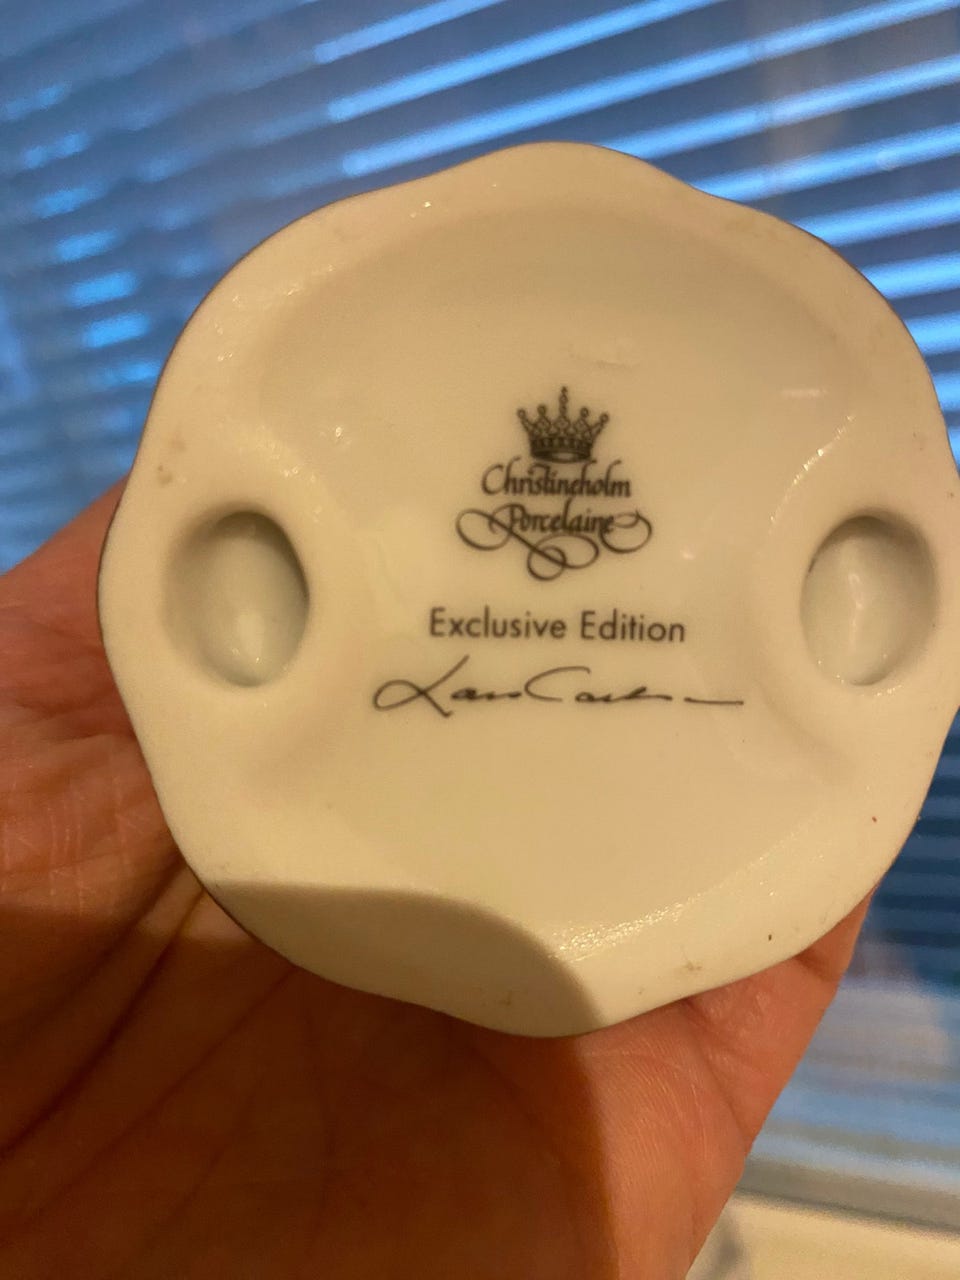 Christineholm
Porcelaine
Exclusive Edition